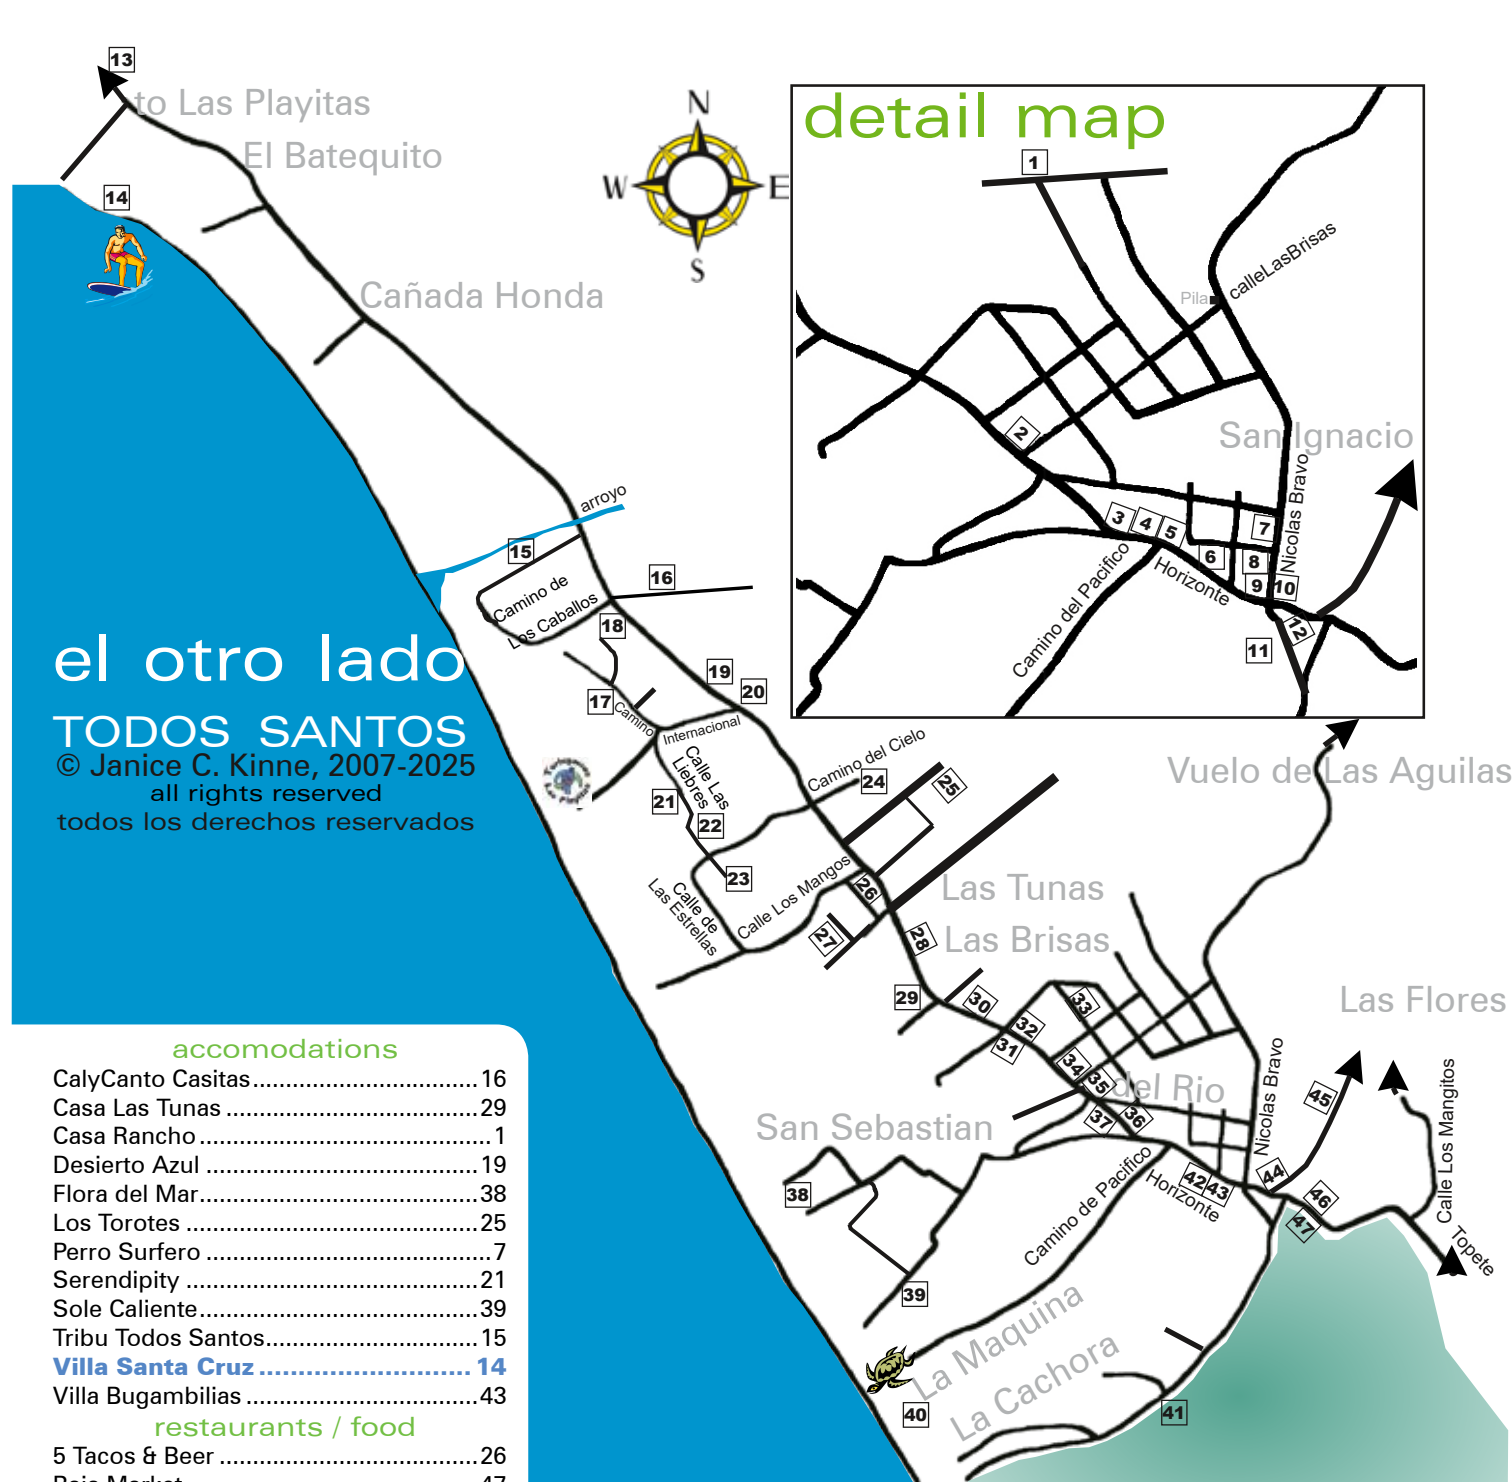 13
to Las Playitas
El Batequito
14
N
W
E
S
Cañada Honda
detail map
1
calleLasBrisas
Pila
San Ignacio
2
Nicolas Bravo
3
4
5
6
7
8
9
10
11
12
Camino del Pacifico
Horizonte
arroyo
15
16
Camino de
Los Caballos
18
17
19
20
Camino
Internacional
el otro lado
TODOS SANTOS
© Janice C. Kinne, 2007-2025
all rights reserved
todos los derechos reservados
Tortugueros
Las Playitas
Calle Las
Liebres
21
22
23
Camino del Cielo
24
25
Calle de
Las Estrellas
Calle Los Mangos
26
27
28
Vuelo de Las Aguilas
Las Tunas
Las Brisas
29
30
31
32
33
34
35
36
37
del Rio
Las Flores
San Sebastian
38
39
Nicolas Bravo
45
Calle Los Mangitos
Camino de Pacifico
Horizonte
42
43
44
46
47
Topete
La Maquina
La Cachora
40
41
accomodations
CalyCanto Casitas..................................16
Casa Las Tunas ......................................29
Casa Rancho............................................1
Desierto Azul .........................................19
Flora del Mar..........................................38
Los Torotes ............................................25
Perro Surfero ...........................................7
Serendipity ............................................21
Sole Caliente..........................................39
Tribu Todos Santos................................15
Villa Santa Cruz .......................... 14
Villa Bugambilias ...................................43
restaurants / food
5 Tacos & Beer .......................................26
Baja Market............................................47